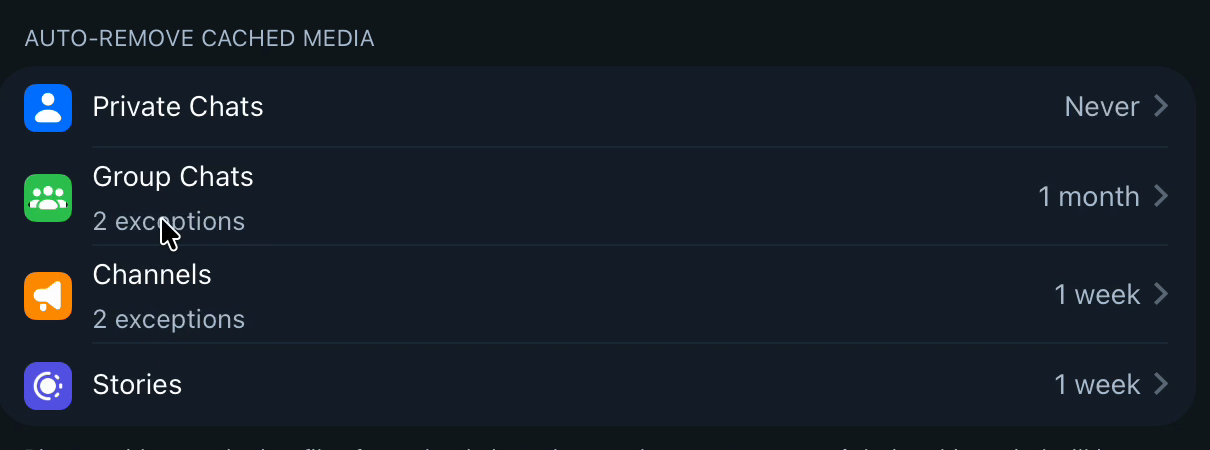 AUTO-REMOVE CACHED MEDIA
Private Chats Never
Group Chats 1 month
2 exceptions
Channels 1 week
2 exceptions
Stories 1 week